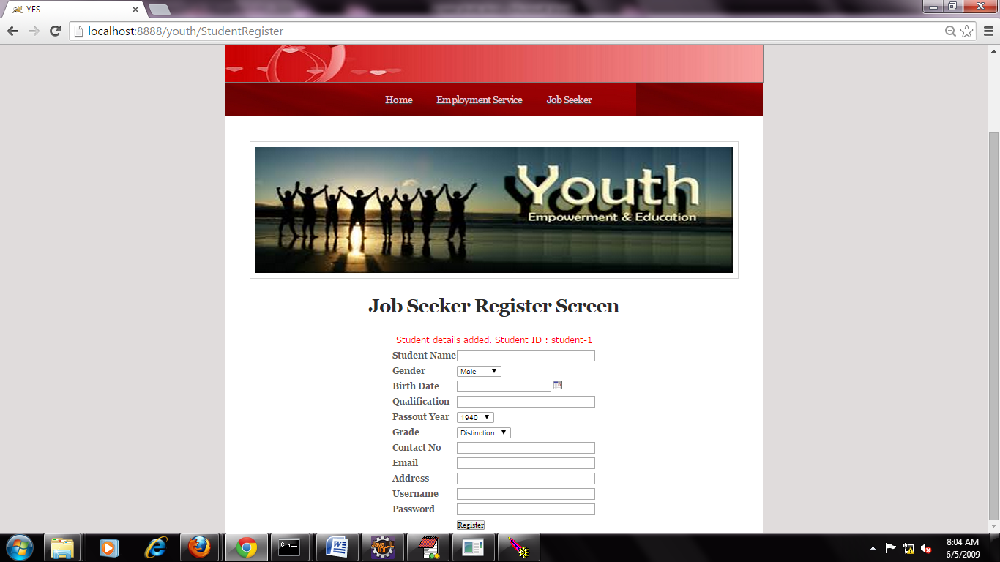 YES
localhost:8888/youth/StudentRegister
Home Employment Service Job Seeker
Youth
Empowerment & Education
Job Seeker Register Screen
Student details added. Student ID : student-1
Student Name
Gender Male
Birth Date
Qualification
Passout Year 1940
Grade Distinction
Contact No
Email
Address
Username
Password
Register
C:\_
Java EE
IDE
8:04 AM
6/5/2009